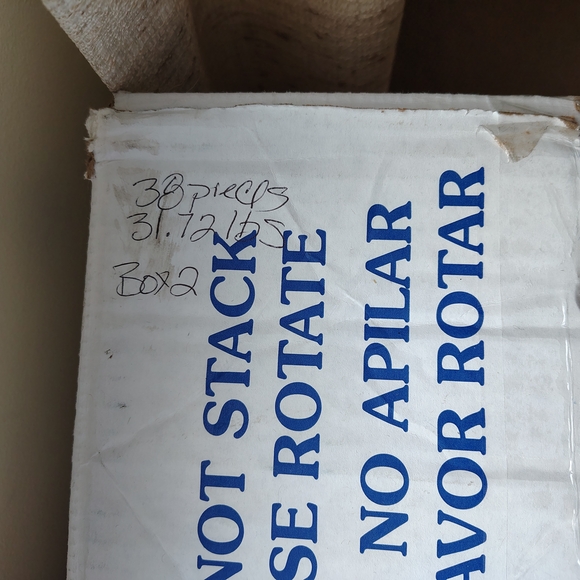 38 pieces
31.72 lbs
Box 2
NOT STACK
SE ROTATE
NO APILAR
AVOR ROTAR